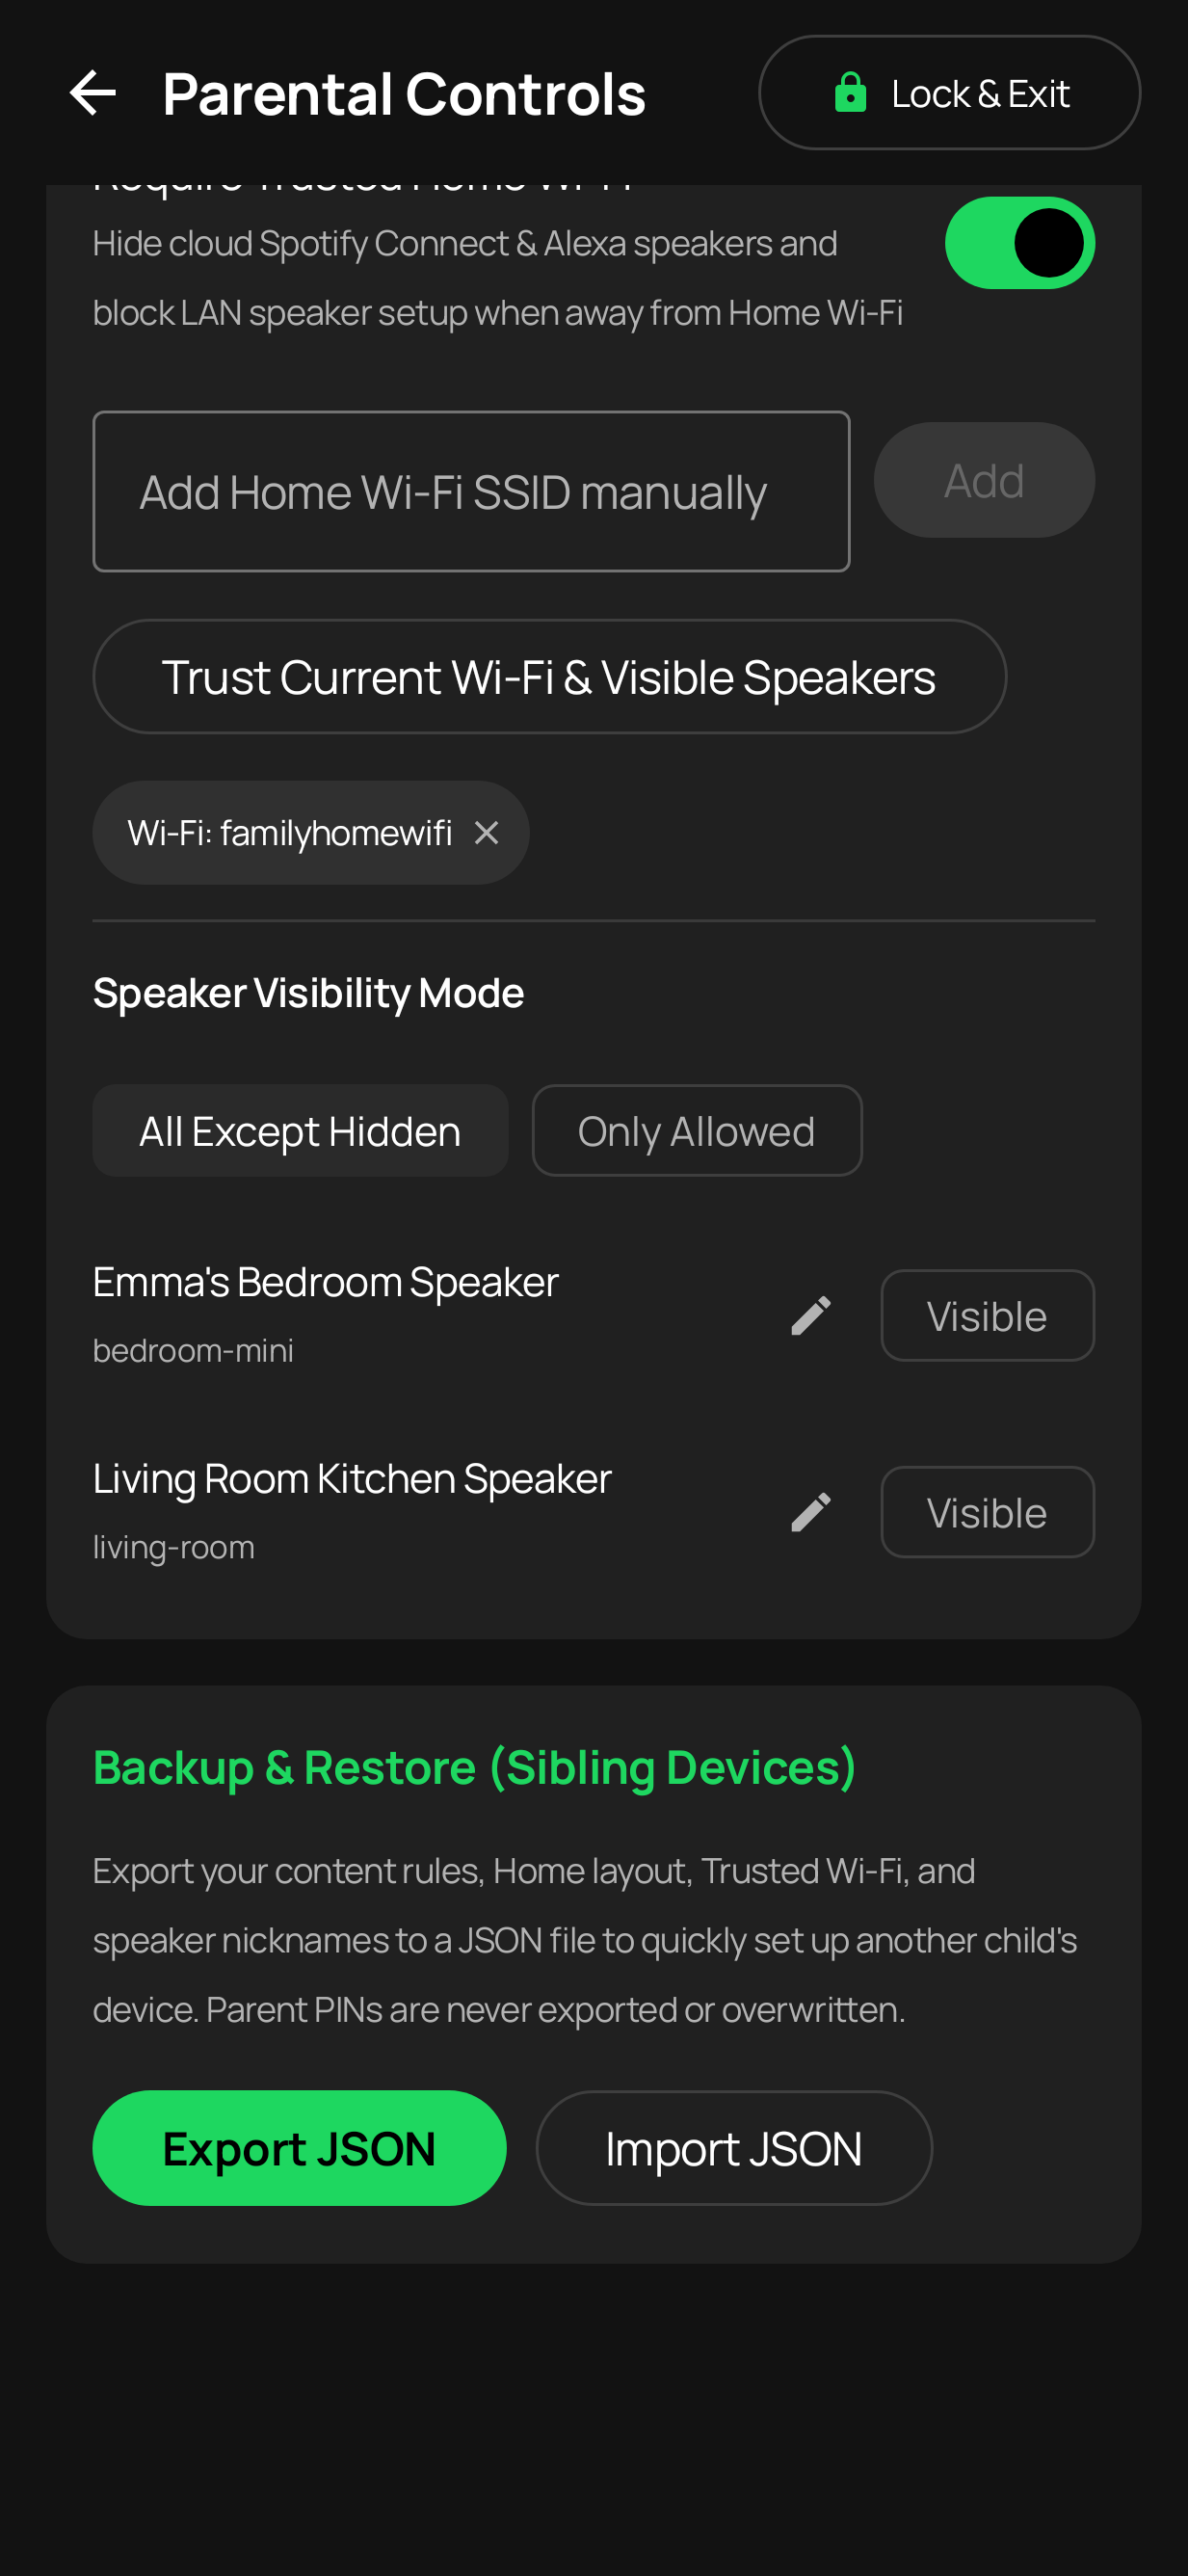 Parental Controls
Lock & Exit
Require Trusted Home Wi-Fi
Hide cloud Spotify Connect & Alexa speakers and
block LAN speaker setup when away from Home Wi-Fi
Add Home Wi-Fi SSID manually
Add
Trust Current Wi-Fi & Visible Speakers
Wi-Fi: familyhomewifi
Speaker Visibility Mode
All Except Hidden
Only Allowed
Emma's Bedroom Speaker
bedroom-mini
Visible
Living Room Kitchen Speaker
living-room
Visible
Backup & Restore (Sibling Devices)
Export your content rules, Home layout, Trusted Wi-Fi, and
speaker nicknames to a JSON file to quickly set up another child's
device. Parent PINs are never exported or overwritten.
Export JSON
Import JSON